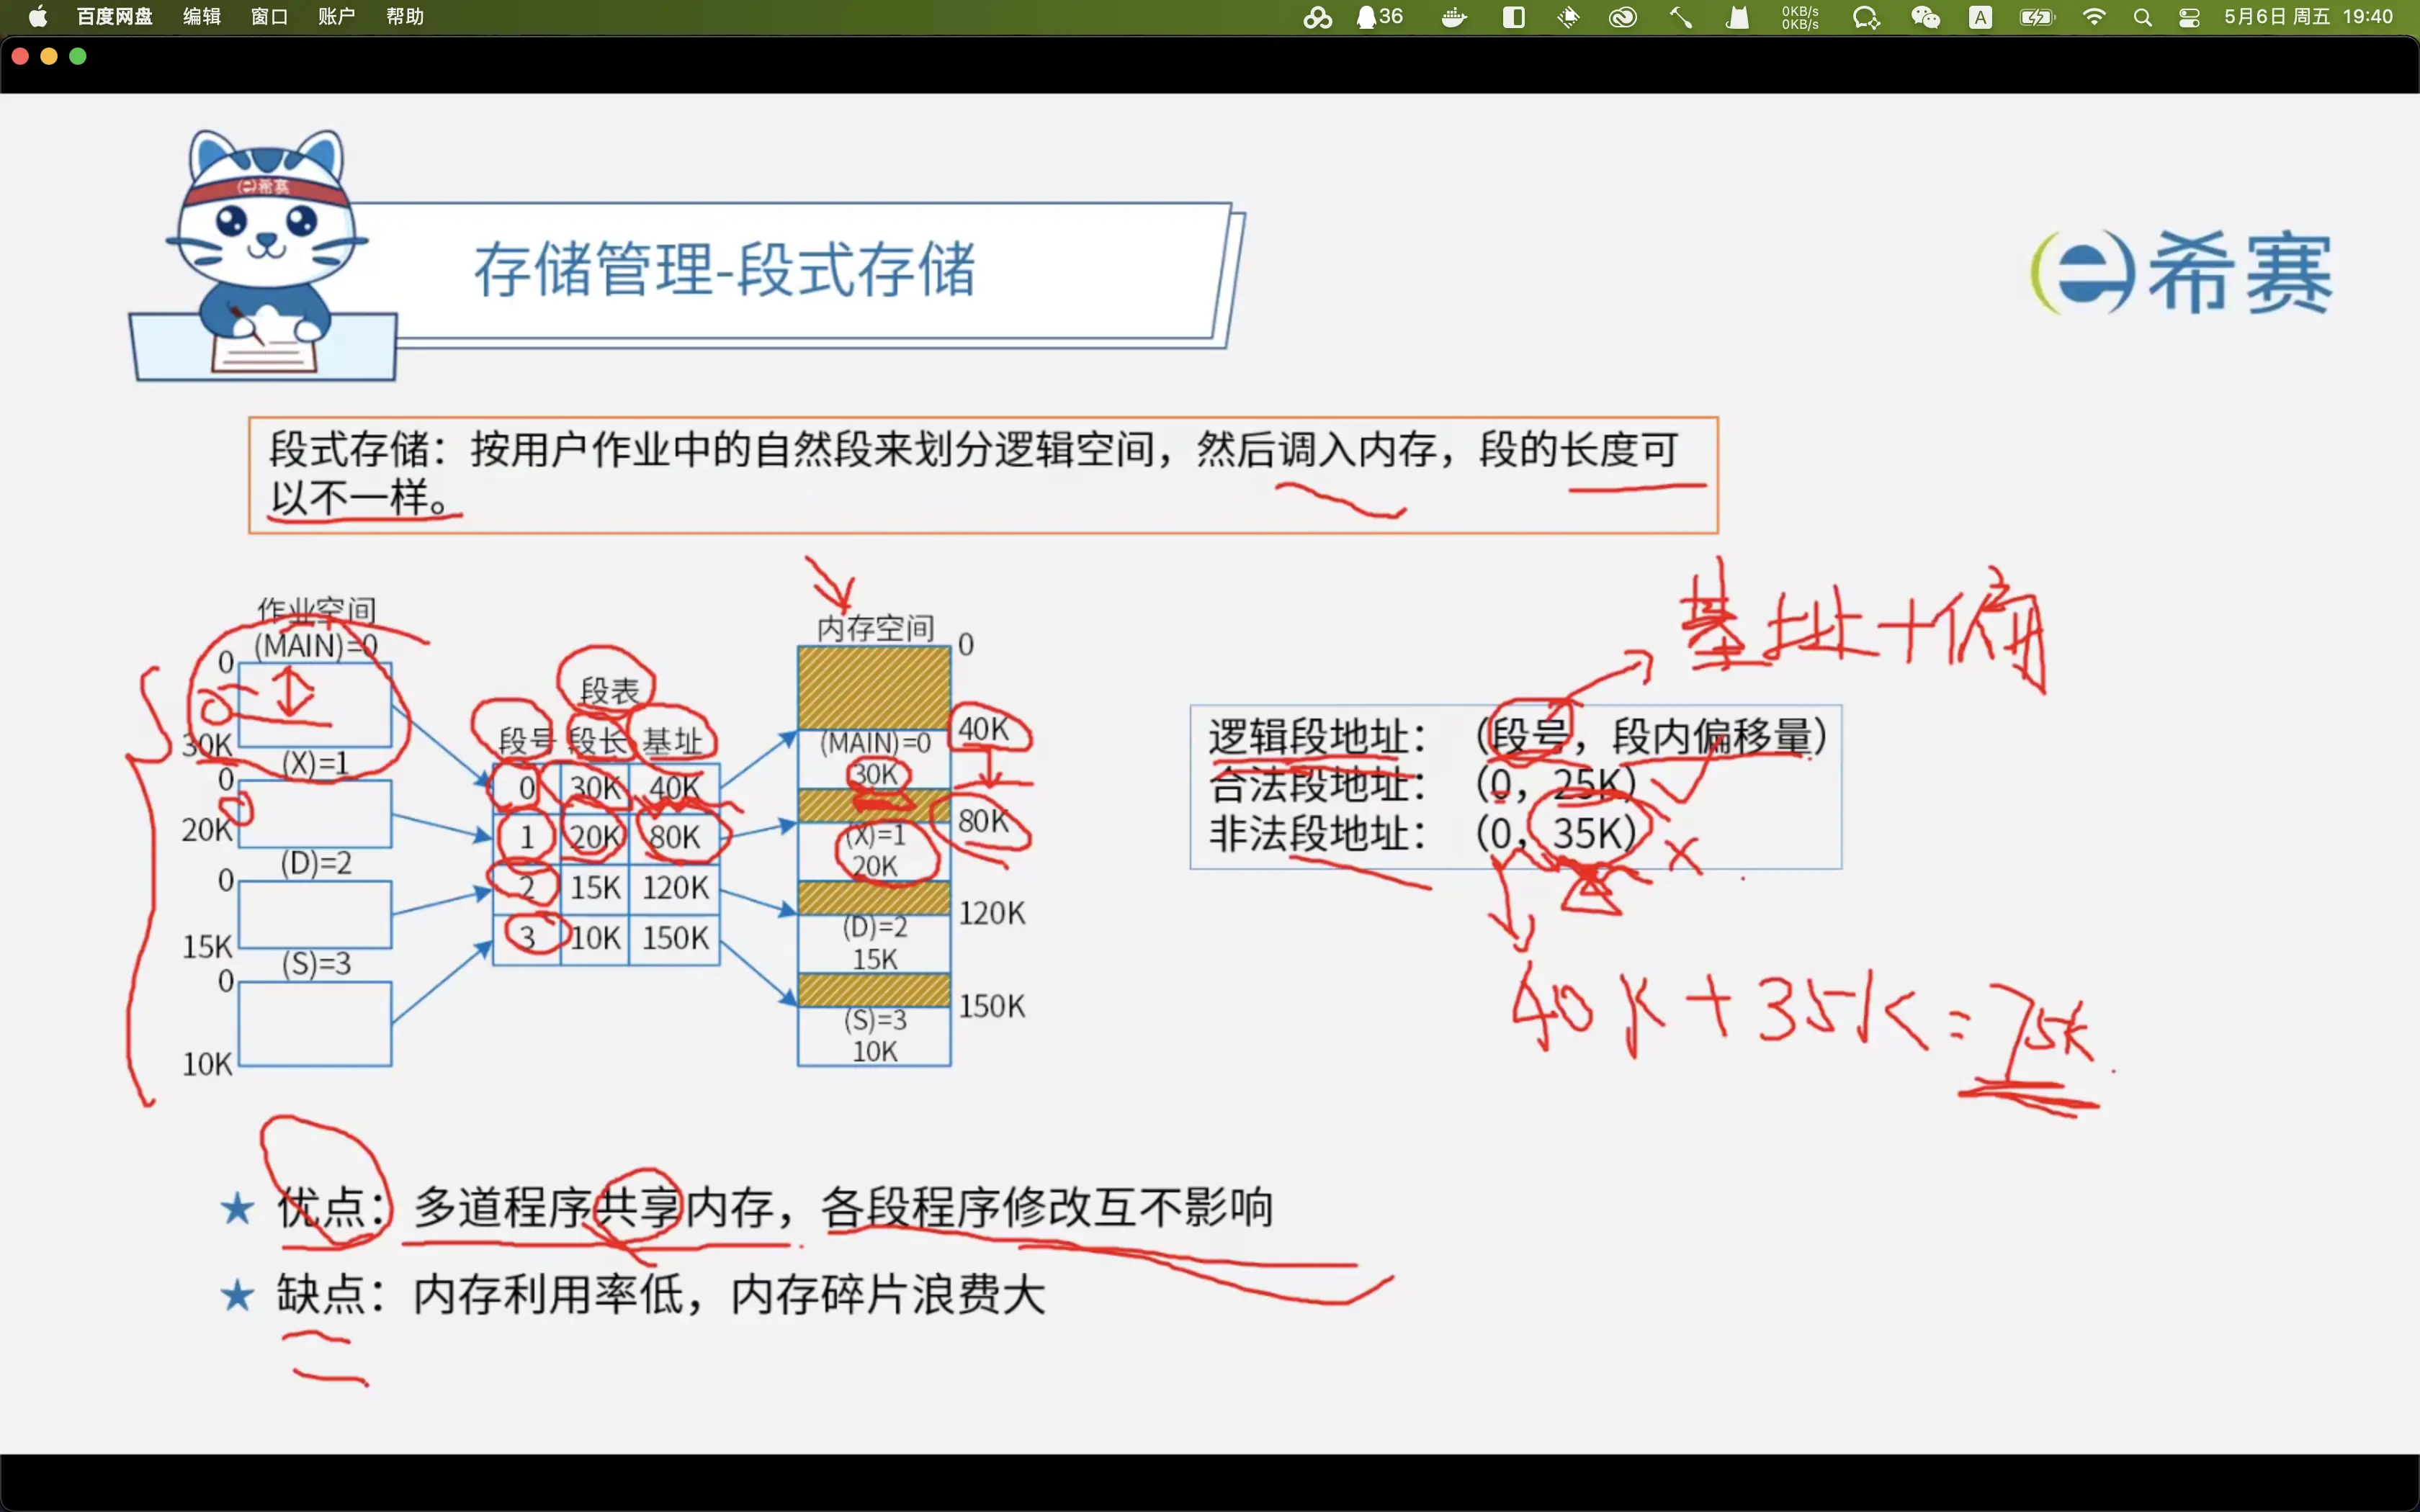 百度网盘 编辑 窗口 账户 帮助 36 0KB/s 0KB/s A 5月6日 周五 19:40
希赛
存储管理-段式存储
希赛
段式存储：按用户作业中的自然段来划分逻辑空间，然后调入内存，段的长度可
以不一样。
作业空间
(MAIN)=0
0
30K
(X)=1
0
20K
(D)=2
0
15K
(S)=3
0
10K
段表
段号 段长 基址
0 30K 40K
1 20K 80K
2 15K 120K
3 10K 150K
内存空间
0
40K
(MAIN)=0
30K
80K
(X)=1
20K
120K
(D)=2
15K
150K
(S)=3
10K
基址+偏
逻辑段地址：（段号，段内偏移量）
合法段地址：（0，25K）
非法段地址：（0，35K）
40K+35K=75K
★ 优点：多道程序共享内存，各段程序修改互不影响
★ 缺点：内存利用率低，内存碎片浪费大